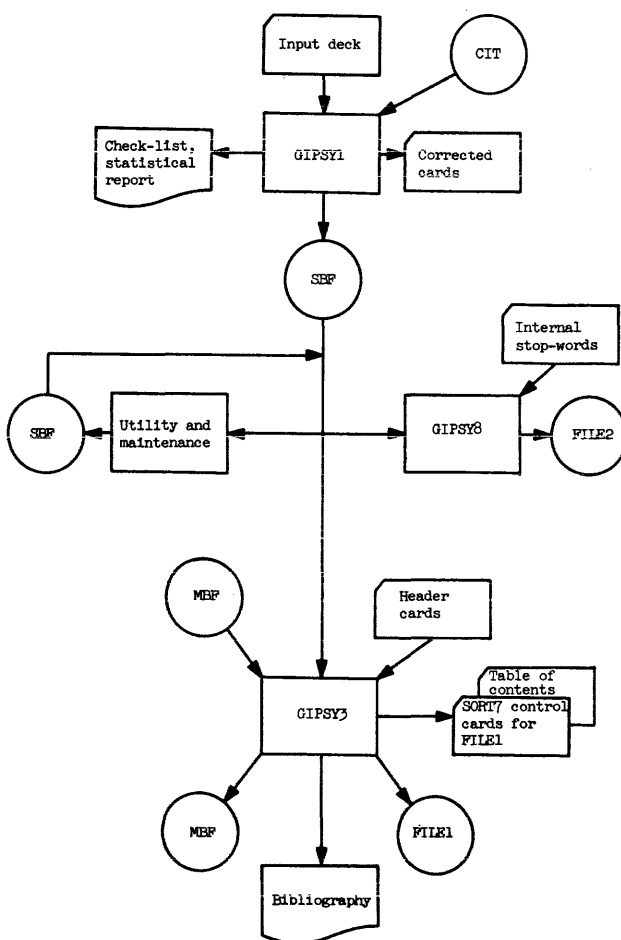 Input deck
CIT
Check-list,
statistical
report
GIPSY1
Corrected
cards
SBF
Internal
stop-words
SBF
Utility and
maintenance
GIPSY8
FILE2
MBF
Header
cards
GIPSY3
Table of
contents
SORT7 control
cards for
FILE1
MBF
FILE1
Bibliography